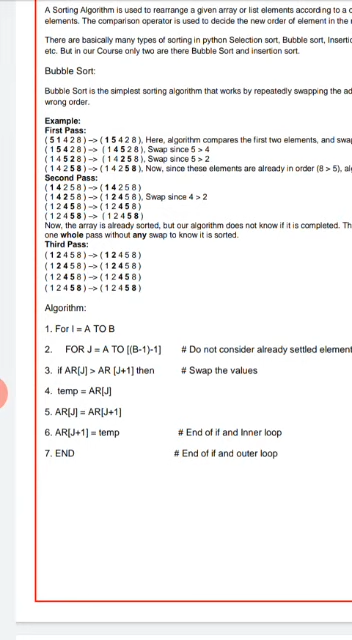 A Sorting Algorithm is used to rearrange a given array or list elements according to a
elements. The comparison operator is used to decide the new order of element in the
There are basically many types of sorting in python Selection sort, Bubble sort,
etc. But in our Course only two are there Bubble Sort and insertion sort.
Bubble Sort:
Bubble Sort is the simplest sorting algorithm that works by repeatedly swapping the
wrong order.
Example:
First Pass:
( 5 1 4 2 8 ) –> ( 1 5 4 2 8 ), Here, algorithm compares the first two elements, and
( 1 5 4 2 8 ) –> ( 1 4 5 2 8 ), Swap since 5 > 4
( 1 4 5 2 8 ) –> ( 1 4 2 5 8 ), Swap since 5 > 2
( 1 4 2 5 8 ) –> ( 1 4 2 5 8 ), Now, since these elements are already in order (8 > 5),
Second Pass:
( 1 4 2 5 8 ) –> ( 1 4 2 5 8 )
( 1 4 2 5 8 ) –> ( 1 2 4 5 8 ), Swap since 4 > 2
( 1 2 4 5 8 ) –> ( 1 2 4 5 8 )
( 1 2 4 5 8 ) –> ( 1 2 4 5 8 )
Now, the array is already sorted, but our algorithm does not know if it is completed.
one whole pass without any swap to know it is sorted.
Third Pass:
( 1 2 4 5 8 ) –> ( 1 2 4 5 8 )
( 1 2 4 5 8 ) –> ( 1 2 4 5 8 )
( 1 2 4 5 8 ) –> ( 1 2 4 5 8 )
( 1 2 4 5 8 ) –> ( 1 2 4 5 8 )
Algorithm:
1. For I = A TO B
2. FOR J = A TO [(B-1)-1] # Do not consider already settled element
3. if AR[J] > AR [J+1] then # Swap the values
4. temp = AR[J]
5. AR[J] = AR[J+1]
6. AR[J+1] = temp # End of if and Inner loop
7. END # End of if and outer loop